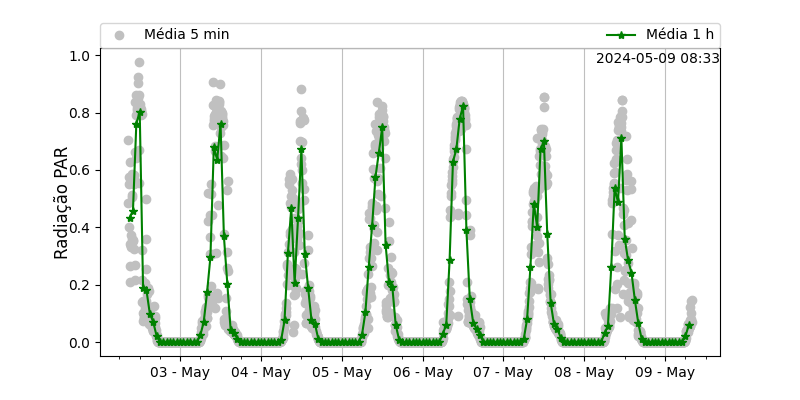 Média 5 min
Média 1 h
2024-05-09 08:33
Radiação PAR
1.0
0.8
0.6
0.4
0.2
0.0
03 - May
04 - May
05 - May
06 - May
07 - May
08 - May
09 - May